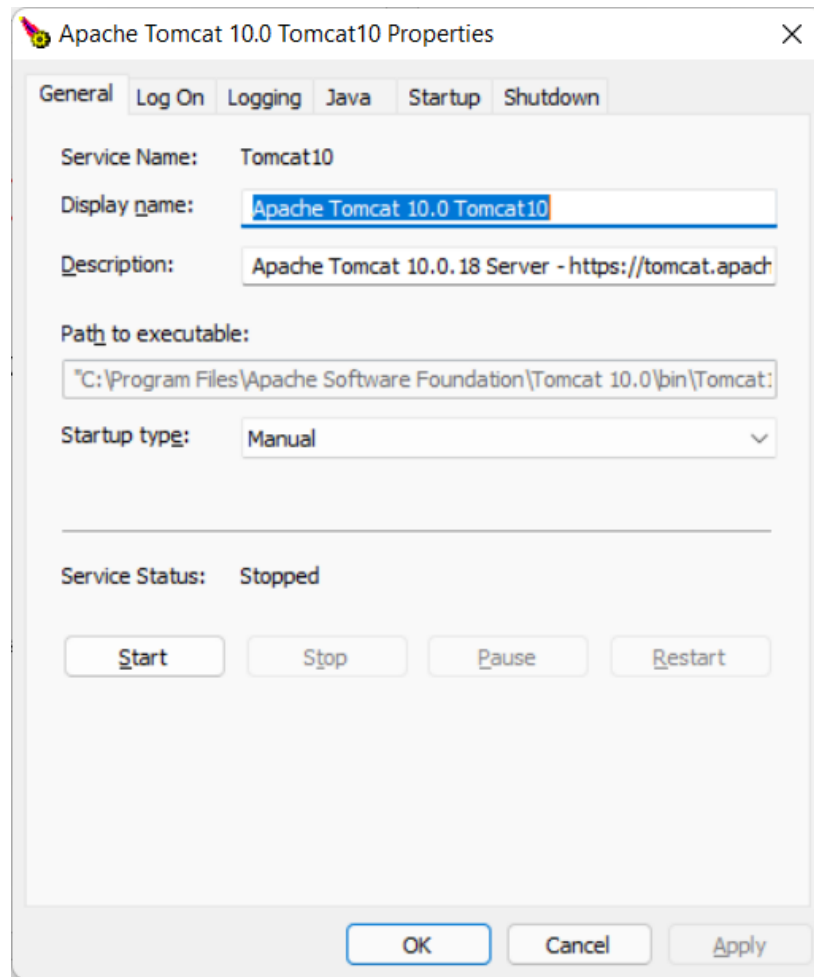 Apache Tomcat 10.0 Tomcat10 Properties
General Log On Logging Java Startup Shutdown
Service Name: Tomcat10
Display name: Apache Tomcat 10.0 Tomcat10
Description: Apache Tomcat 10.0.18 Server - https://tomcat.apach
Path to executable:
"C:\Program Files\Apache Software Foundation\Tomcat 10.0\bin\Tomcat1
Startup type: Manual
Service Status: Stopped
Start Stop Pause Restart
OK Cancel Apply